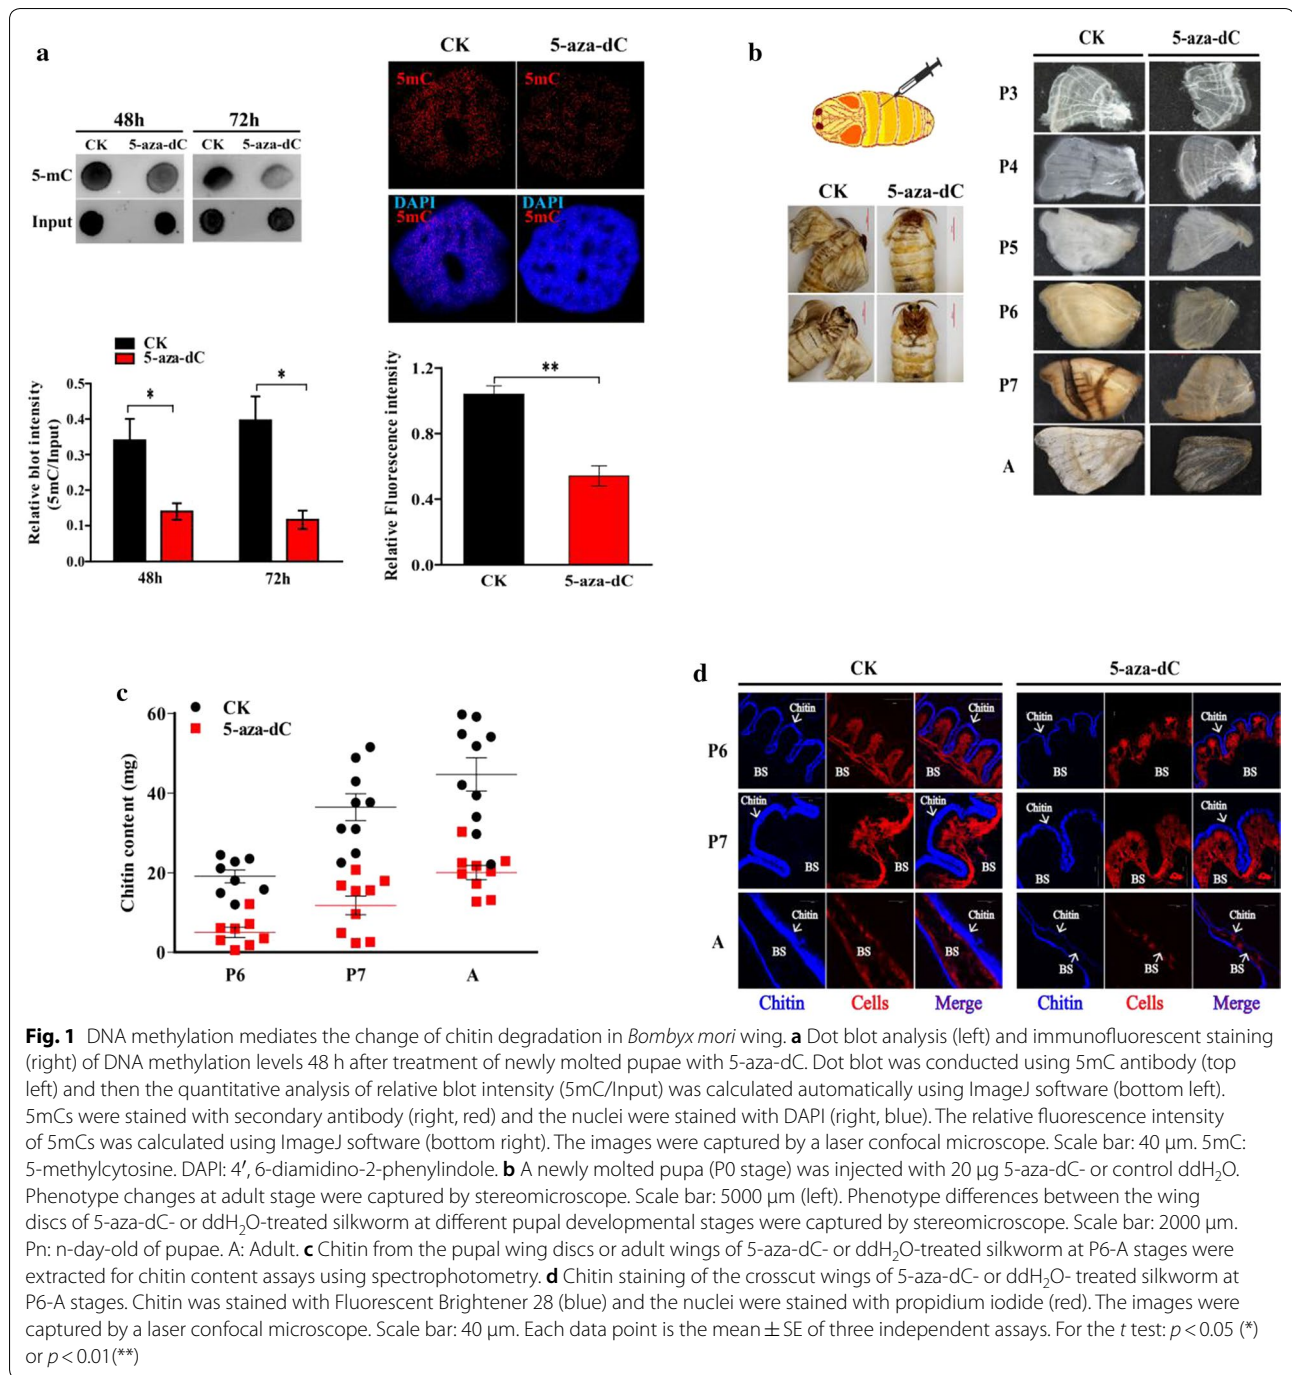 a
CK 5-aza-dC
5mC 5mC
DAPI DAPI
5mC 5mC
48h 72h
CK 5-aza-dC CK 5-aza-dC
5-mC
Input
CK
5-aza-dC
Relative blot intensity
(5mC/Input)
0.5
0.4
0.3
0.2
0.1
0.0
* *
48h 72h
Relative Fluorescence intensity
1.2
0.8
0.4
0.0
**
CK 5-aza-dC
b
CK 5-aza-dC
CK 5-aza-dC
P3
P4
P5
P6
P7
A
c
CK
5-aza-dC
Chitin content (mg)
60
40
20
0
P6 P7 A
d
CK 5-aza-dC
P6
Chitin Chitin Chitin Chitin
BS BS BS BS BS BS
P7
Chitin Chitin Chitin Chitin
BS BS BS BS BS BS
A
Chitin Chitin Chitin Chitin
BS BS BS BS BS BS
Chitin Cells Merge Chitin Cells Merge
Fig. 1 DNA methylation mediates the change of chitin degradation in Bombyx mori wing. a Dot blot analysis (left) and immunofluorescent staining
(right) of DNA methylation levels 48 h after treatment of newly molted pupae with 5-aza-dC. Dot blot was conducted using 5mC antibody (top
left) and then the quantitative analysis of relative blot intensity (5mC/Input) was calculated automatically using ImageJ software (bottom left).
5mCs were stained with secondary antibody (right, red) and the nuclei were stained with DAPI (right, blue). The relative fluorescence intensity
of 5mCs was calculated using ImageJ software (bottom right). The images were captured by a laser confocal microscope. Scale bar: 40 μm. 5mC:
5-methylcytosine. DAPI: 4′, 6-diamidino-2-phenylindole. b A newly molted pupa (P0 stage) was injected with 20 μg 5-aza-dC- or control ddH₂O.
Phenotype changes at adult stage were captured by stereomicroscope. Scale bar: 5000 μm (left). Phenotype differences between the wing
discs of 5-aza-dC- or ddH₂O-treated silkworm at different pupal developmental stages were captured by stereomicroscope. Scale bar: 2000 μm.
Pn: n-day-old of pupae. A: Adult. c Chitin from the pupal wing discs or adult wings of 5-aza-dC- or ddH₂O-treated silkworm at P6-A stages were
extracted for chitin content assays using spectrophotometry. d Chitin staining of the crosscut wings of 5-aza-dC- or ddH₂O- treated silkworm at
P6-A stages. Chitin was stained with Fluorescent Brightener 28 (blue) and the nuclei were stained with propidium iodide (red). The images were
captured by a laser confocal microscope. Scale bar: 40 μm. Each data point is the mean ± SE of three independent assays. For the t test: p < 0.05 (*)
or p < 0.01(**)